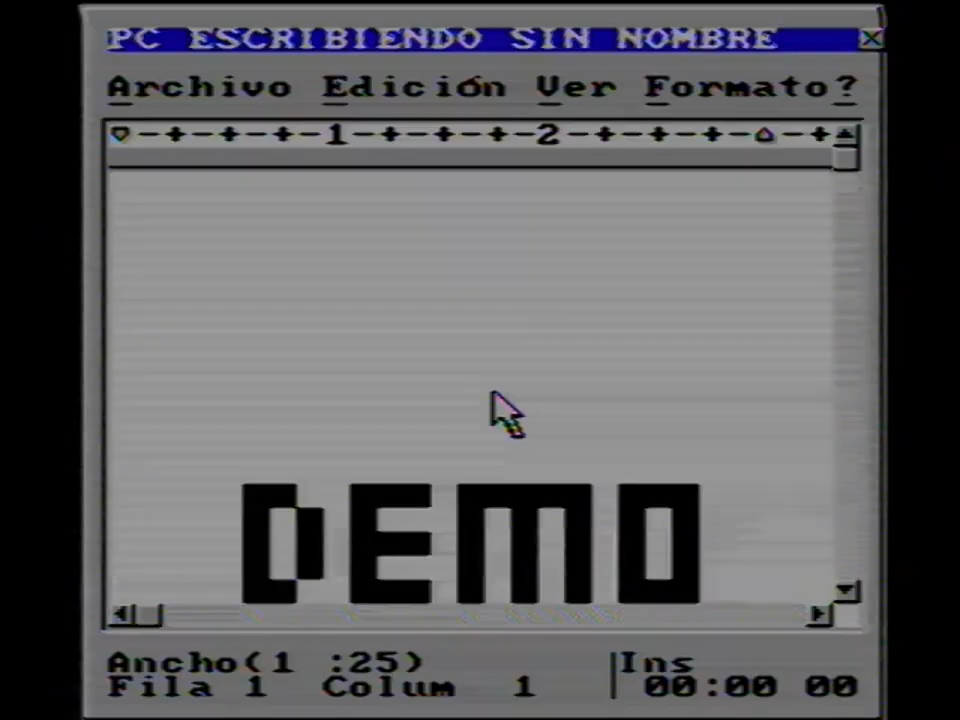 PC ESCRIBIENDO SIN NOMBRE
Archivo Edición Ver Formato ?
1 2
DEMO
Ancho(1 :25) Ins
Fila 1 Colum 1 00:00 00